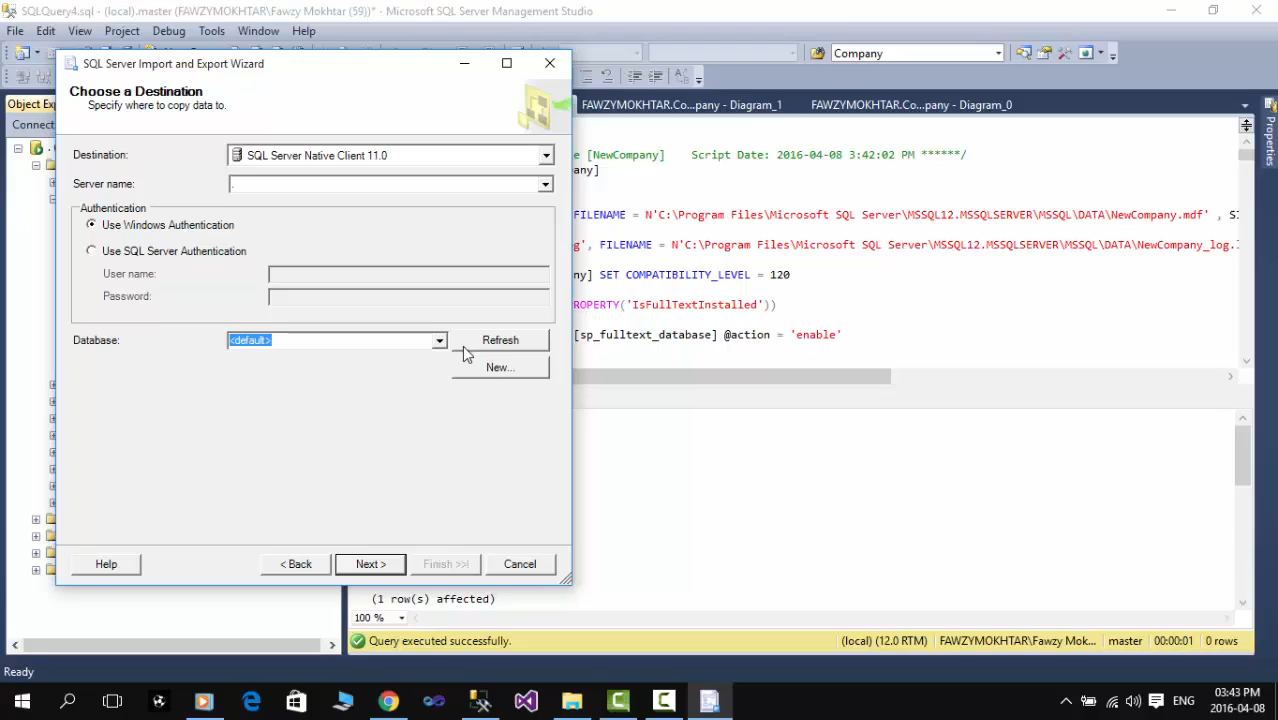 SQLQuery4.sql - (local).master (FAWZYMOKHTAR\Fawzy Mokhtar (59))* - Microsoft SQL Server Management Studio
File Edit View Project Debug Tools Window Help
Company
SQL Server Import and Export Wizard
Choose a Destination
Specify where to copy data to.
Object Exp
Connect
FAWZYMOKHTAR.Co...pany - Diagram_1
FAWZYMOKHTAR.Co...pany - Diagram_0
Properties
Destination: SQL Server Native Client 11.0
Server name: .
Authentication
Use Windows Authentication
Use SQL Server Authentication
User name:
Password:
Database: <default> Refresh
New...
Help < Back Next > Finish >>| Cancel
e [NewCompany] Script Date: 2016-04-08 3:42:02 PM ******/
any]
FILENAME = N'C:\Program Files\Microsoft SQL Server\MSSQL12.MSSQLSERVER\MSSQL\DATA\NewCompany.mdf' , SI
g', FILENAME = N'C:\Program Files\Microsoft SQL Server\MSSQL12.MSSQLSERVER\MSSQL\DATA\NewCompany_log.l
ny] SET COMPATIBILITY_LEVEL = 120
ROPERTY('IsFullTextInstalled'))
[sp_fulltext_database] @action = 'enable'
(1 row(s) affected)
100 %
Query executed successfully. (local) (12.0 RTM) FAWZYMOKHTAR\Fawzy Mok... master 00:00:01 0 rows
Ready
ENG 03:43 PM
2016-04-08